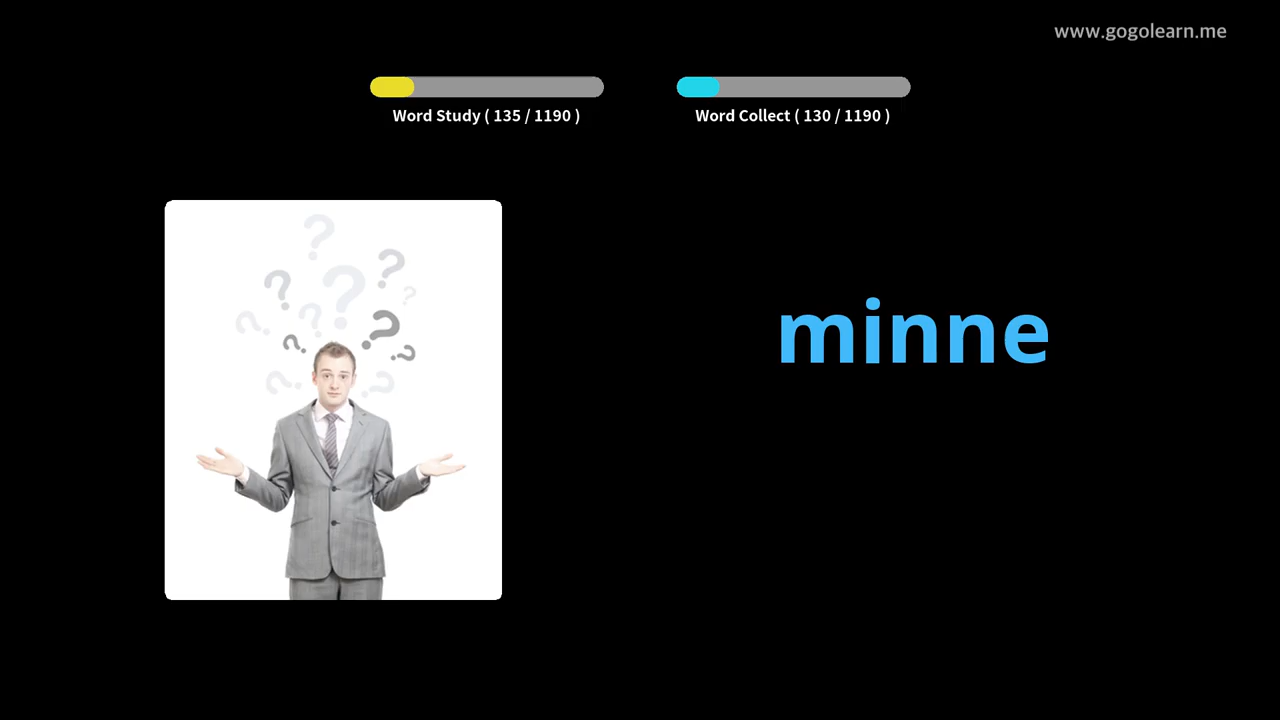 www.gogolearn.me
Word Study ( 135 / 1190 )
Word Collect ( 130 / 1190 )
? ? ? ? ? ? ? ? ? ? ? ?
minne